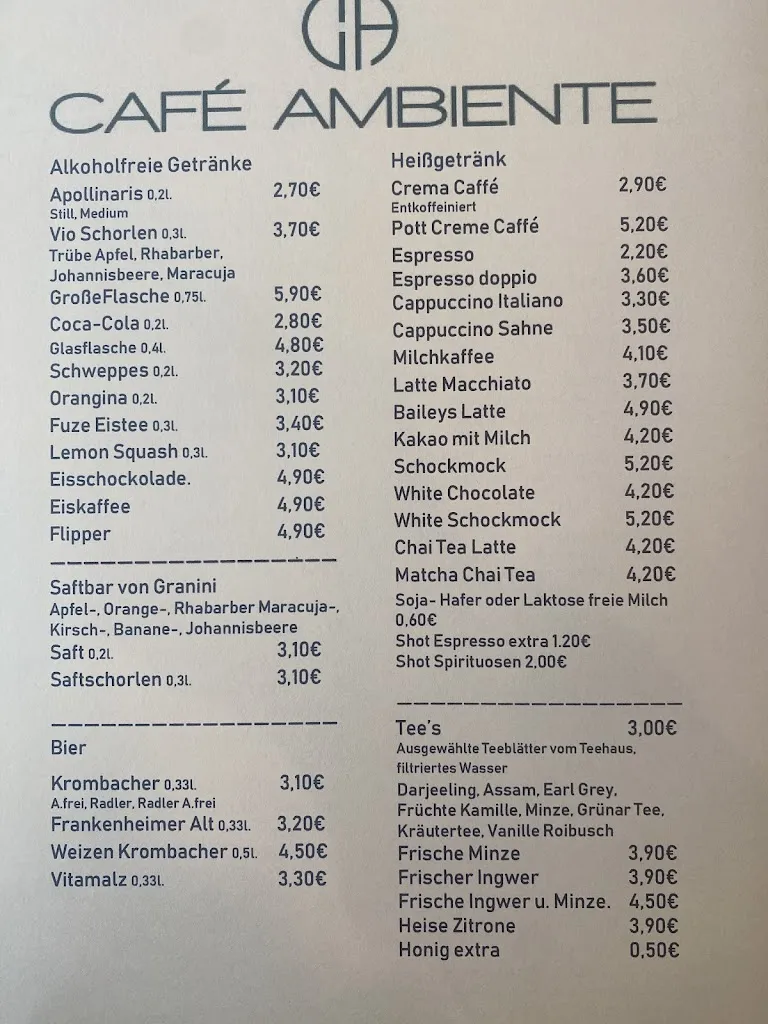 CAFÉ AMBIENTE
Alkoholfreie Getränke
Apollinaris 0,2l. 2,70€
Still, Medium
Vio Schorlen 0,3l. 3,70€
Trübe Apfel, Rhabarber,
Johannisbeere, Maracuja
GroßeFlasche 0,75l. 5,90€
Coca-Cola 0,2l. 2,80€
Glasflasche 0,4l. 4,80€
Schweppes 0,2l. 3,20€
Orangina 0,2l. 3,10€
Fuze Eistee 0,3l. 3,40€
Lemon Squash 0,3l. 3,10€
Eisschockolade. 4,90€
Eiskaffee 4,90€
Flipper 4,90€
Saftbar von Granini
Apfel-, Orange-, Rhabarber Maracuja-,
Kirsch-, Banane-, Johannisbeere
Saft 0,2l. 3,10€
Saftschorlen 0,3l. 3,10€
Bier
Krombacher 0,33l. 3,10€
A.frei, Radler, Radler A.frei
Frankenheimer Alt 0,33l. 3,20€
Weizen Krombacher 0,5l. 4,50€
Vitamalz 0,33l. 3,30€
Heißgetränk
Crema Caffé 2,90€
Entkoffeiniert
Pott Creme Caffé 5,20€
Espresso 2,20€
Espresso doppio 3,60€
Cappuccino Italiano 3,30€
Cappuccino Sahne 3,50€
Milchkaffee 4,10€
Latte Macchiato 3,70€
Baileys Latte 4,90€
Kakao mit Milch 4,20€
Schockmock 5,20€
White Chocolate 4,20€
White Schockmock 5,20€
Chai Tea Latte 4,20€
Matcha Chai Tea 4,20€
Soja- Hafer oder Laktose freie Milch
0,60€
Shot Espresso extra 1.20€
Shot Spirituosen 2,00€
Tee's 3,00€
Ausgewählte Teeblätter vom Teehaus,
filtriertes Wasser
Darjeeling, Assam, Earl Grey,
Früchte Kamille, Minze, Grünar Tee,
Kräutertee, Vanille Roibusch
Frische Minze 3,90€
Frischer Ingwer 3,90€
Frische Ingwer u. Minze. 4,50€
Heise Zitrone 3,90€
Honig extra 0,50€